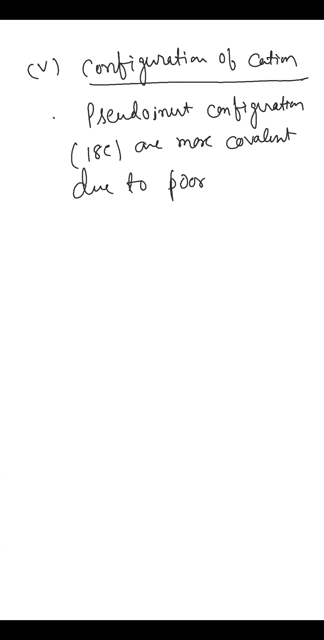 (V) Configuration of Cation
. Pseudoinert configuration
(18e) are more covalent
due to poor